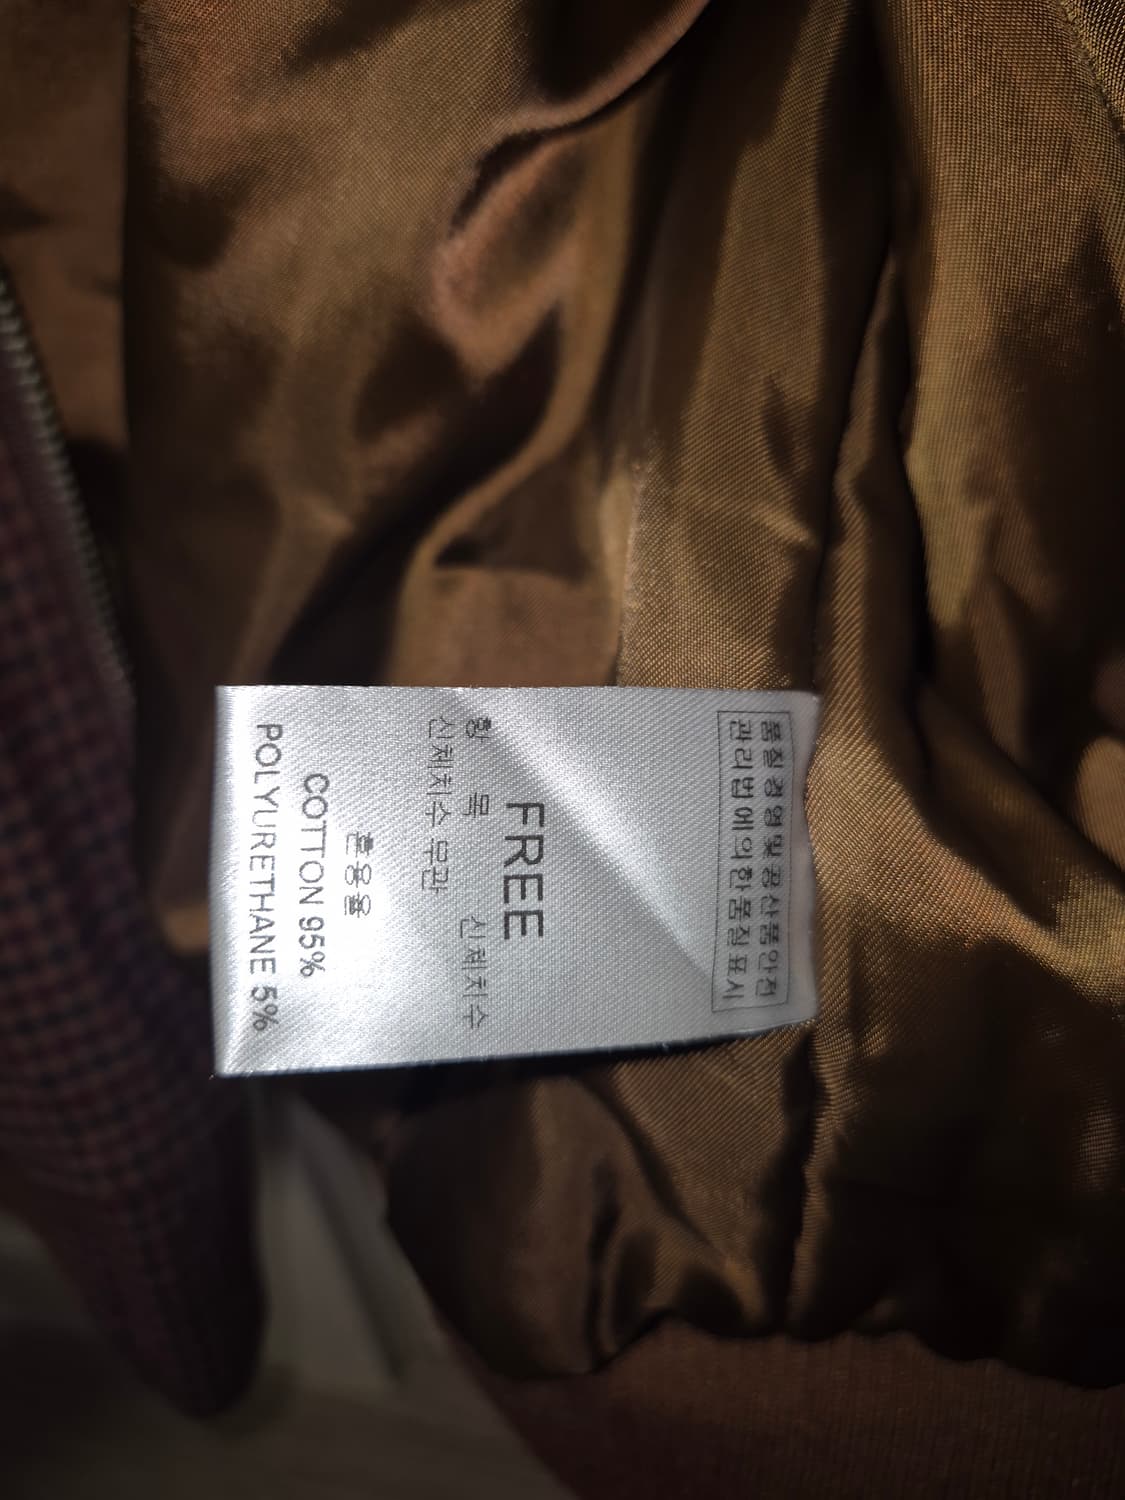 품질경영및공산품안전
관리법에의한품질표시
FREE
항 목 신체치수
신체치수 무관
혼용율
COTTON 95%
POLYURETHANE 5%